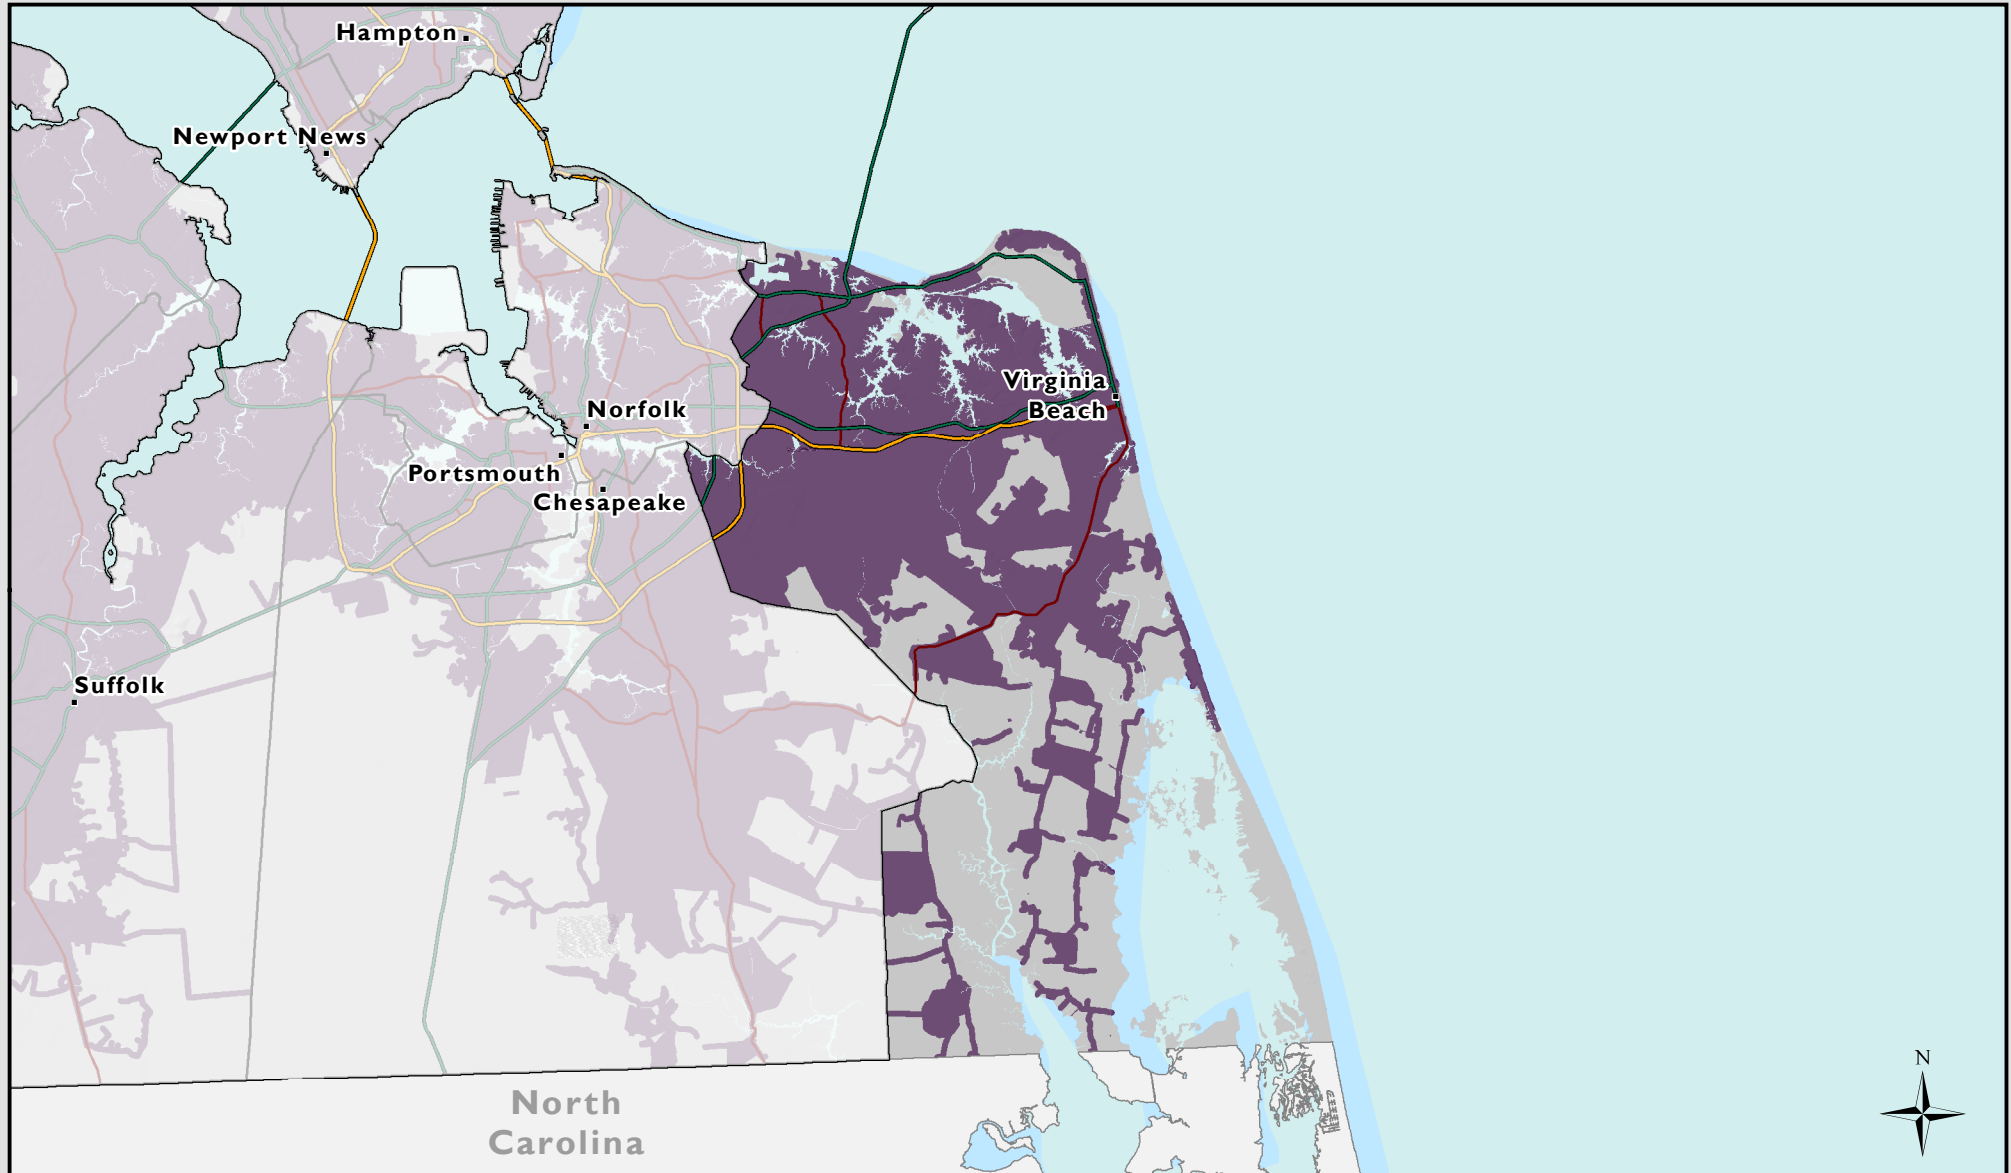 Hampton
Newport News
Virginia
Beach
Norfolk
Portsmouth
Chesapeake
Suffolk
N
North
Carolina